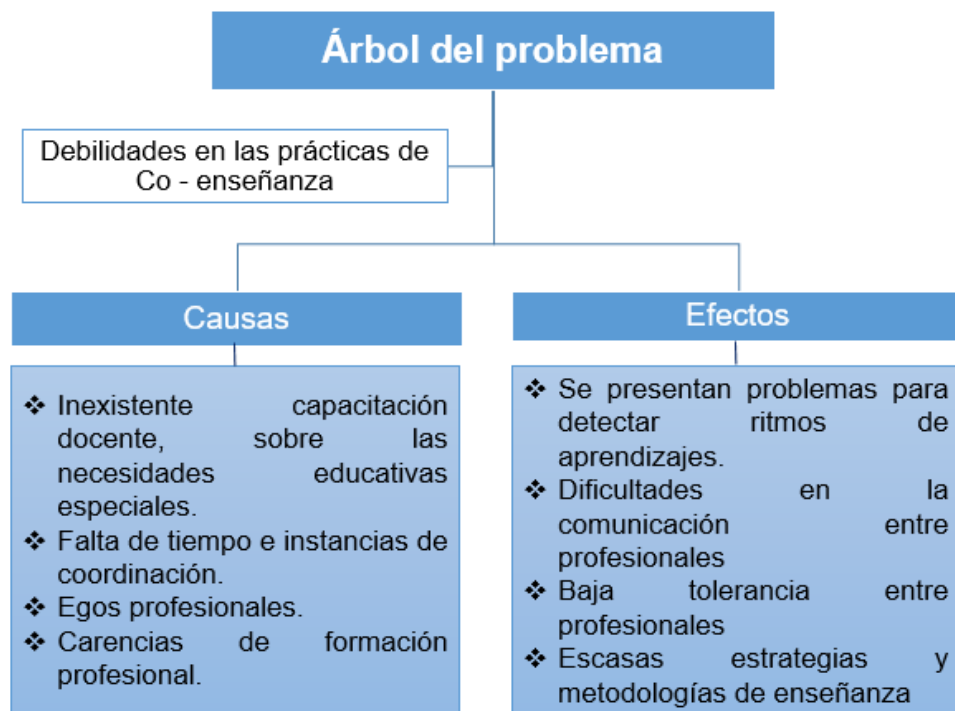 Árbol del problema
Debilidades en las prácticas de
Co - enseñanza
Causas
❖ Inexistente capacitación
docente, sobre las
necesidades educativas
especiales.
❖ Falta de tiempo e instancias de
coordinación.
❖ Egos profesionales.
❖ Carencias de formación
profesional.
Efectos
❖ Se presentan problemas para
detectar ritmos de
aprendizajes.
❖ Dificultades en la
comunicación entre
profesionales
❖ Baja tolerancia entre
profesionales
❖ Escasas estrategias y
metodologías de enseñanza